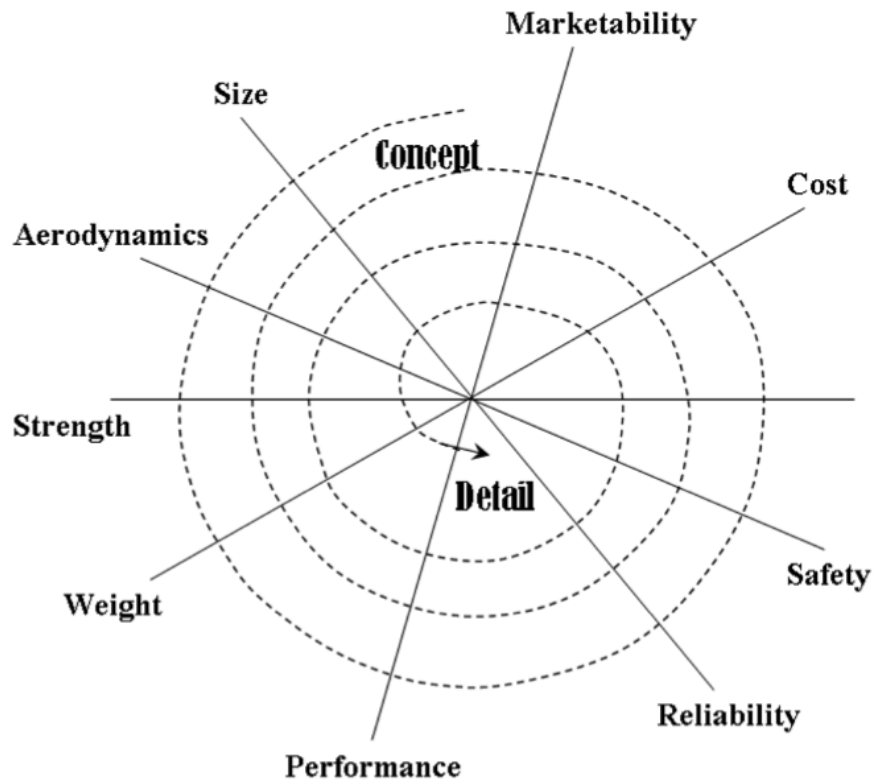 Marketability
Size
Concept
Cost
Aerodynamics
Strength
Detail
Safety
Weight
Reliability
Performance